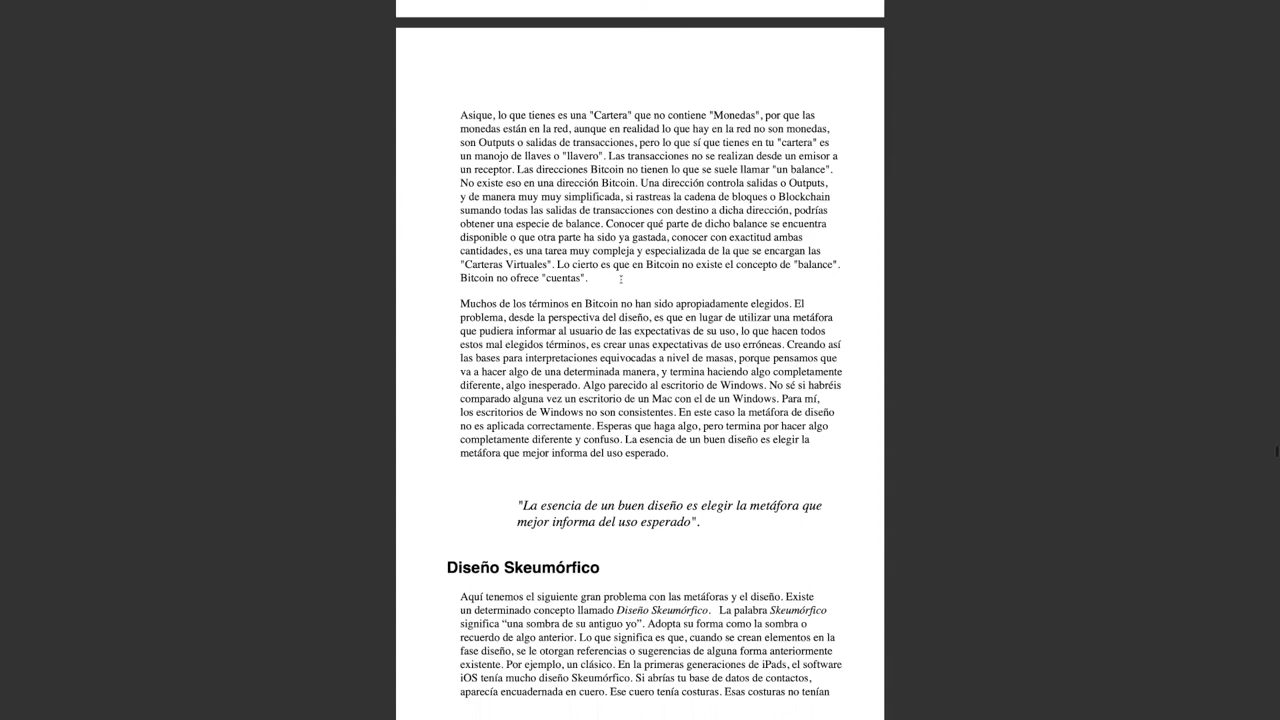 Asique, lo que tienes es una "Cartera" que no contiene "Monedas", por que las
monedas están en la red, aunque en realidad lo que hay en la red no son monedas,
son Outputs o salidas de transacciones, pero lo que sí que tienes en tu "cartera" es
un manojo de llaves o "llavero". Las transacciones no se realizan desde un emisor a
un receptor. Las direcciones Bitcoin no tienen lo que se suele llamar "un balance".
No existe eso en una dirección Bitcoin. Una dirección controla salidas o Outputs,
y de manera muy muy simplificada, si rastreas la cadena de bloques o Blockchain
sumando todas las salidas de transacciones con destino a dicha dirección, podrías
obtener una especie de balance. Conocer qué parte de dicho balance se encuentra
disponible o que otra parte ha sido ya gastada, conocer con exactitud ambas
cantidades, es una tarea muy compleja y especializada de la que se encargan las
"Carteras Virtuales". Lo cierto es que en Bitcoin no existe el concepto de "balance".
Bitcoin no ofrece "cuentas".
Muchos de los términos en Bitcoin no han sido apropiadamente elegidos. El
problema, desde la perspectiva del diseño, es que en lugar de utilizar una metáfora
que pudiera informar al usuario de las expectativas de su uso, lo que hacen todos
estos mal elegidos términos, es crear unas expectativas de uso erróneas. Creando así
las bases para interpretaciones equivocadas a nivel de masas, porque pensamos que
va a hacer algo de una determinada manera, y termina haciendo algo completamente
diferente, algo inesperado. Algo parecido al escritorio de Windows. No sé si habréis
comparado alguna vez un escritorio de un Mac con el de un Windows. Para mí,
los escritorios de Windows no son consistentes. En este caso la metáfora de diseño
no es aplicada correctamente. Esperas que haga algo, pero termina por hacer algo
completamente diferente y confuso. La esencia de un buen diseño es elegir la
metáfora que mejor informa del uso esperado.
"La esencia de un buen diseño es elegir la metáfora que
mejor informa del uso esperado".
Diseño Skeumórfico
Aquí tenemos el siguiente gran problema con las metáforas y el diseño. Existe
un determinado concepto llamado Diseño Skeumórfico. La palabra Skeumórfico
significa “una sombra de su antiguo yo”. Adopta su forma como la sombra o
recuerdo de algo anterior. Lo que significa es que, cuando se crean elementos en la
fase diseño, se le otorgan referencias o sugerencias de alguna forma anteriormente
existente. Por ejemplo, un clásico. En la primeras generaciones de iPads, el software
iOS tenía mucho diseño Skeumórfico. Si abrías tu base de datos de contactos,
aparecía encuadernada en cuero. Ese cuero tenía costuras. Esas costuras no tenían